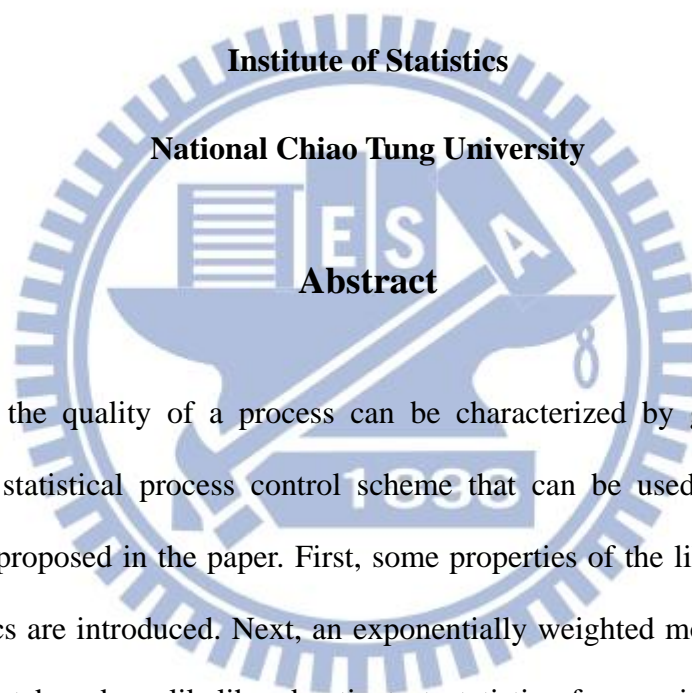 Institute of Statistics
National Chiao Tung University
E S A
Abstract
the quality of a process can be characterized by
statistical process control scheme that can be used
proposed in the paper. First, some properties of the
are introduced. Next, an exponentially weighted
1896